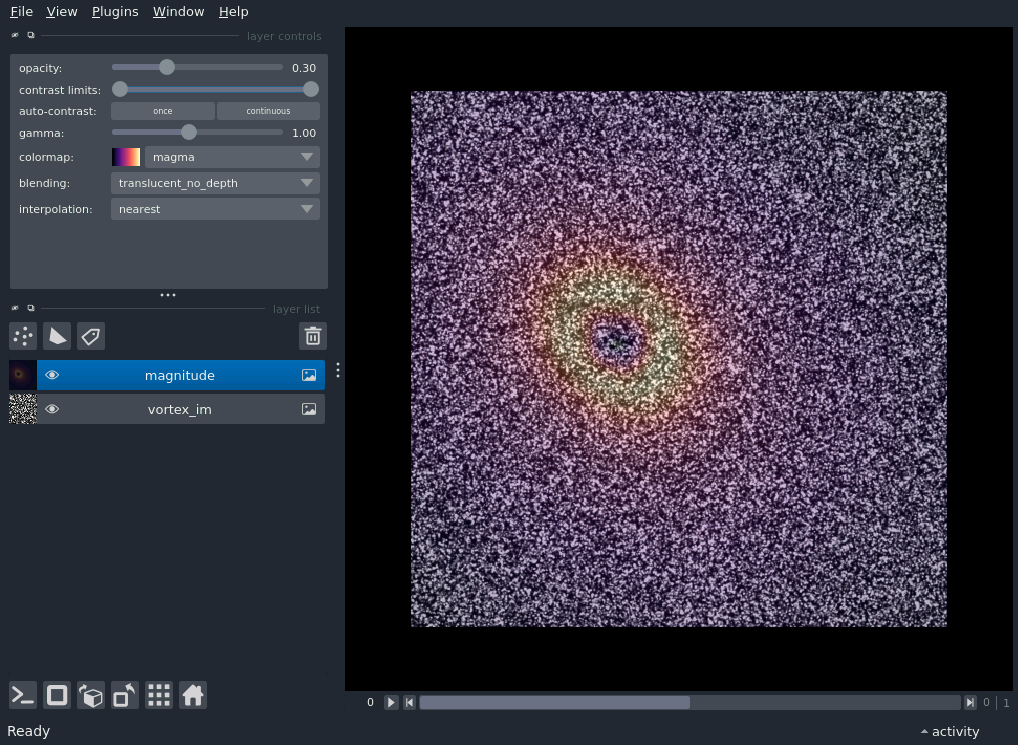 File View Plugins Window Help
layer controls
opacity: 0.30
contrast limits:
auto-contrast: once continuous
gamma: 1.00
colormap: magma
blending: translucent_no_depth
interpolation: nearest
layer list
magnitude
vortex_im
0 0 1
Ready activity